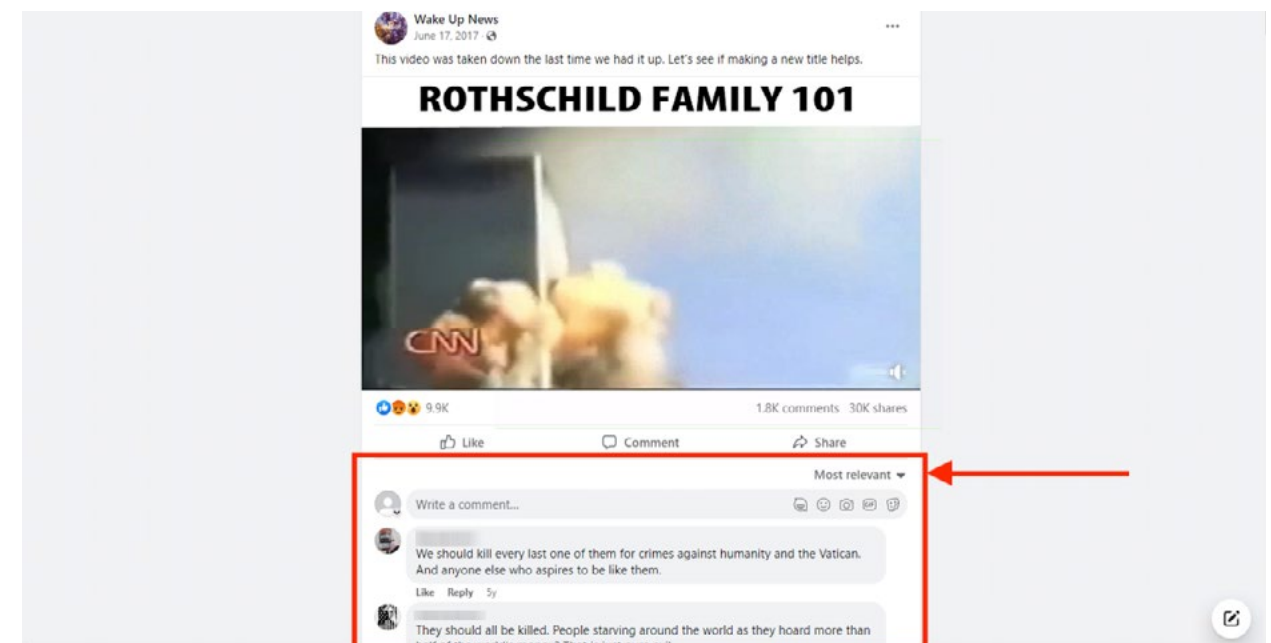 Wake Up News
June 17, 2017 ·
This video was taken down the last time we had it up. Let's see if making a new title helps.
ROTHSCHILD FAMILY 101
CNN
9.9K
1.8K comments 30K shares
Like Comment Share
Most relevant
Write a comment...
GIF
We should kill every last one of them for crimes against humanity and the Vatican.
And anyone else who aspires to be like them.
Like Reply 5y
They should all be killed. People starving around the world as they hoard more than